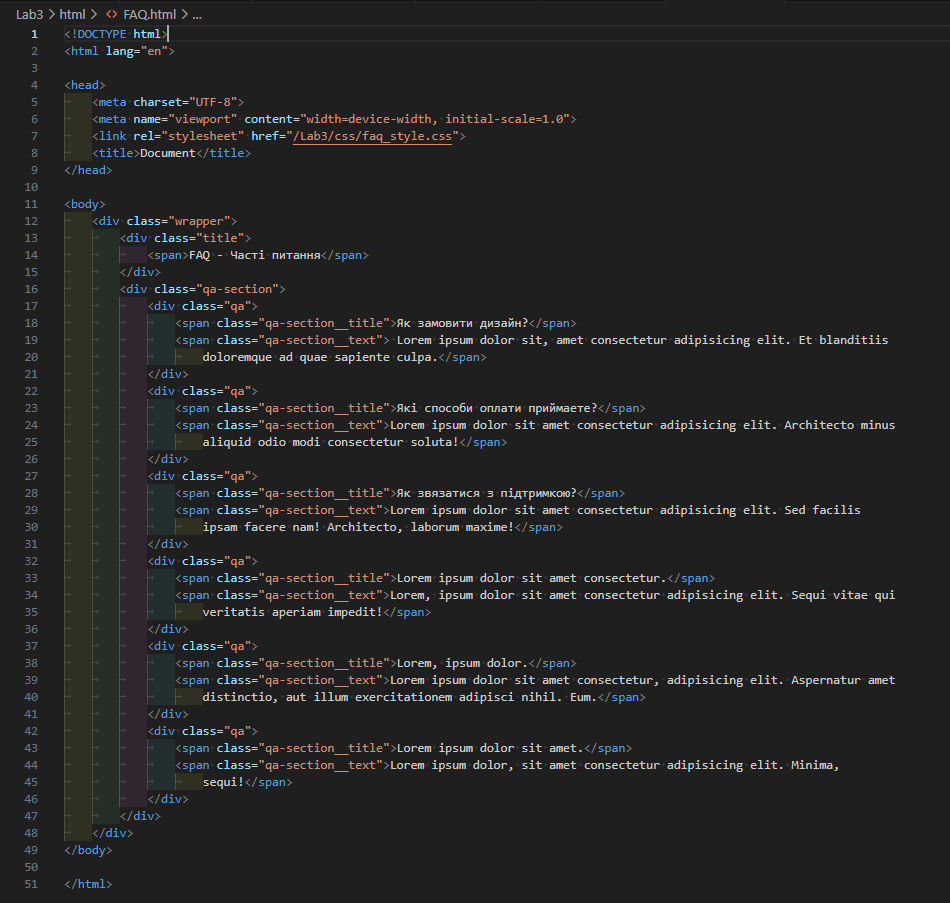 Lab3 > html > <> FAQ.html > ...
1 <!DOCTYPE html>
2 <html lang="en">
3
4 <head>
5 <meta charset="UTF-8">
6 <meta name="viewport" content="width=device-width, initial-scale=1.0">
7 <link rel="stylesheet" href="/Lab3/css/faq_style.css">
8 <title>Document</title>
9 </head>
10
11 <body>
12 <div class="wrapper">
13 <div class="title">
14 <span>FAQ - Часті питання</span>
15 </div>
16 <div class="qa-section">
17 <div class="qa">
18 <span class="qa-section__title">Як замовити дизайн?</span>
19 <span class="qa-section__text"> Lorem ipsum dolor sit, amet consectetur adipisicing elit. Et blanditiis
20 doloremque ad quae sapiente culpa.</span>
21 </div>
22 <div class="qa">
23 <span class="qa-section__title">Які способи оплати приймаете?</span>
24 <span class="qa-section__text">Lorem ipsum dolor sit amet consectetur adipisicing elit. Architecto minus
25 aliquid odio modi consectetur soluta!</span>
26 </div>
27 <div class="qa">
28 <span class="qa-section__title">Як звязатися з підтримкою?</span>
29 <span class="qa-section__text">Lorem ipsum dolor sit amet consectetur adipisicing elit. Sed facilis
30 ipsam facere nam! Architecto, laborum maxime!</span>
31 </div>
32 <div class="qa">
33 <span class="qa-section__title">Lorem ipsum dolor sit amet consectetur.</span>
34 <span class="qa-section__text">Lorem, ipsum dolor sit amet consectetur adipisicing elit. Sequi vitae qui
35 veritatis aperiam impedit!</span>
36 </div>
37 <div class="qa">
38 <span class="qa-section__title">Lorem, ipsum dolor.</span>
39 <span class="qa-section__text">Lorem ipsum dolor sit amet consectetur, adipisicing elit. Aspernatur amet
40 distinctio, aut illum exercitationem adipisci nihil. Eum.</span>
41 </div>
42 <div class="qa">
43 <span class="qa-section__title">Lorem ipsum dolor sit amet.</span>
44 <span class="qa-section__text">Lorem ipsum dolor, sit amet consectetur adipisicing elit. Minima,
45 sequi!</span>
46 </div>
47 </div>
48 </div>
49 </body>
50
51 </html>